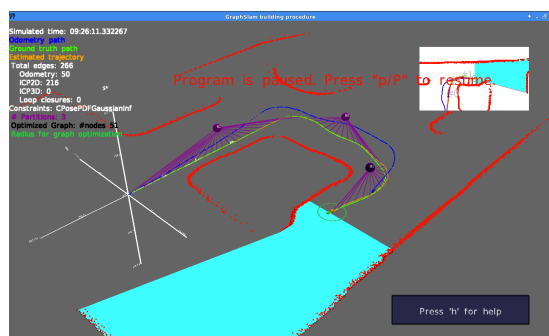 GraphSlam building procedure
Simulated time: 09:26:11.332267
Odometry path
Ground truth path
Estimated trajectory
Total edges: 266
Odometry: 50
ICP2D: 216
ICP3D: 0
Loop closures: 0
Constraints: CPosePDFGaussianInf
# Partitions: 3
Optimized Graph: #nodes 51
Radius for graph optimization
Program is paused. Press "p/P" to resume.
Press 'h' for help